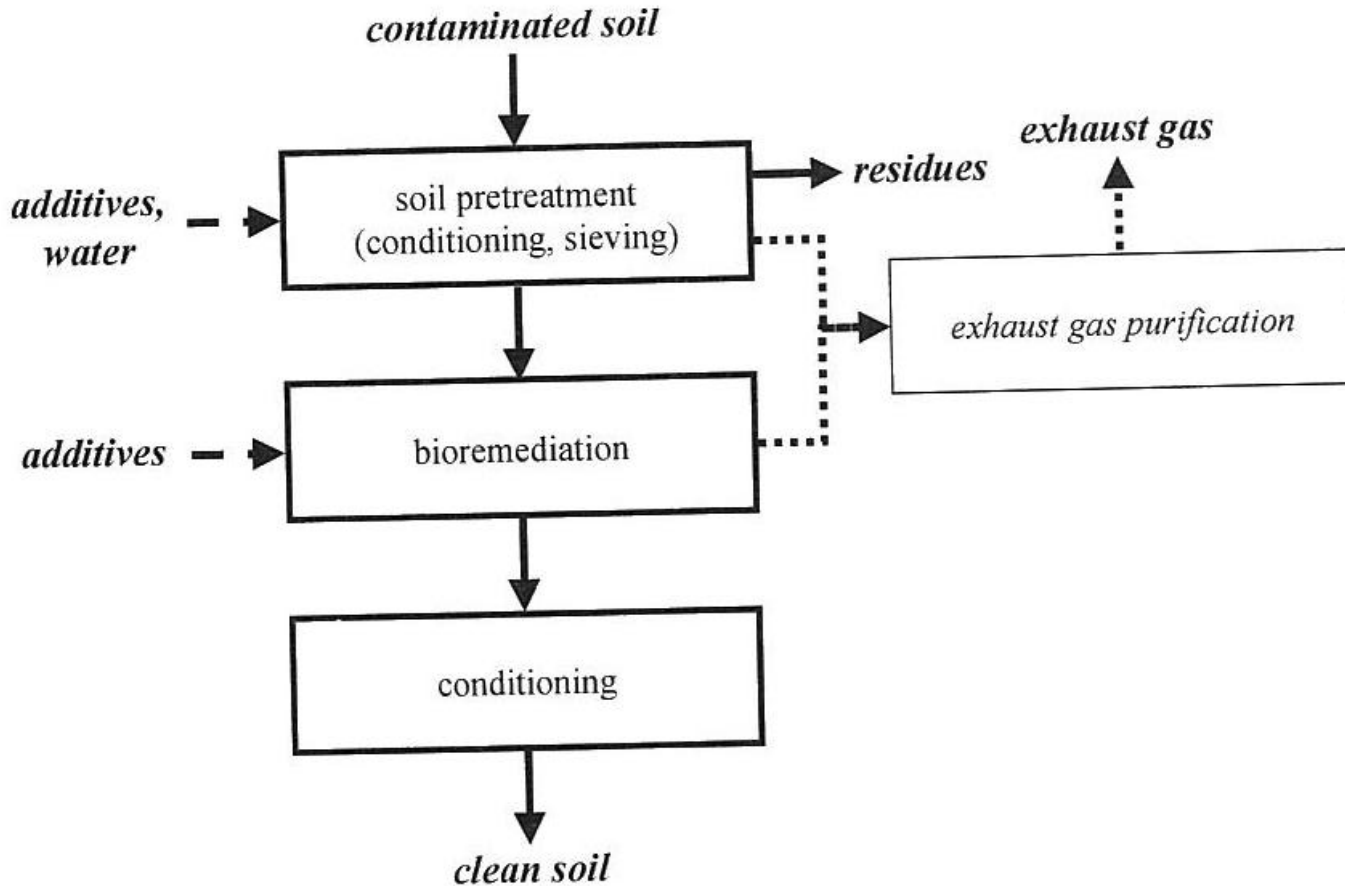 contaminated soil
exhaust gas
soil pretreatment
(conditioning, sieving)
residues
additives,
water
exhaust gas purification
additives
bioremediation
conditioning
clean soil